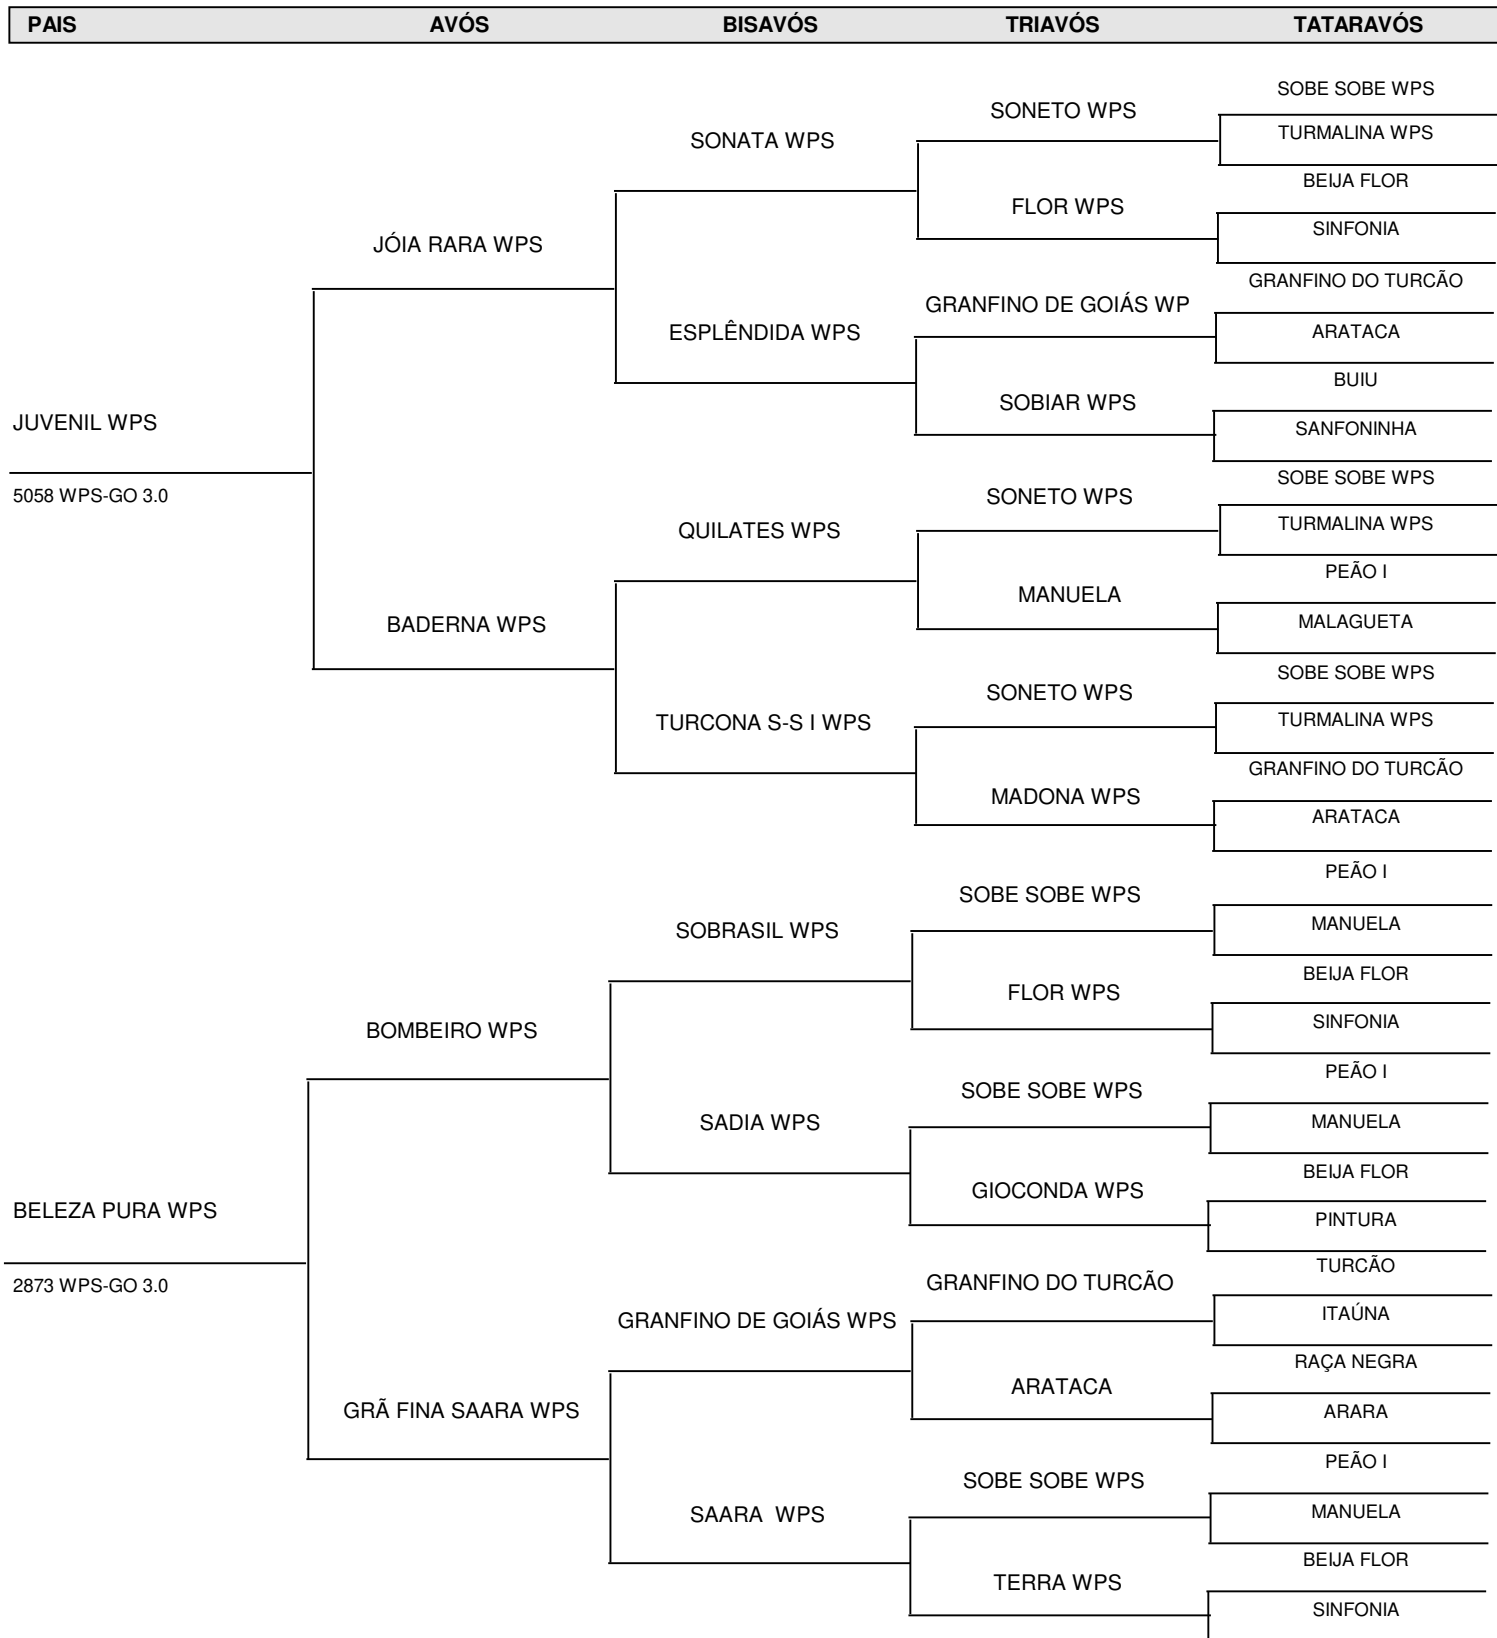 PAIS AVÓS BISAVÓS TRIAVÓS TATARAVÓS
SOBE SOBE WPS
SONETO WPS
TURMALINA WPS
SONATA WPS
BEIJA FLOR
FLOR WPS
SINFONIA
JÓIA RARA WPS
GRANFINO DO TURCÃO
GRANFINO DE GOIÁS WP
ARATACA
ESPLÊNDIDA WPS
BUIU
SOBIAR WPS
SANFONINHA
JUVENIL WPS
5058 WPS-GO 3.0
SOBE SOBE WPS
SONETO WPS
TURMALINA WPS
QUILATES WPS
PEÃO I
MANUELA
MALAGUETA
BADERNA WPS
SOBE SOBE WPS
SONETO WPS
TURMALINA WPS
TURCONA S-S I WPS
GRANFINO DO TURCÃO
MADONA WPS
ARATACA
PEÃO I
SOBE SOBE WPS
MANUELA
SOBRASIL WPS
BEIJA FLOR
FLOR WPS
SINFONIA
BOMBEIRO WPS
PEÃO I
SOBE SOBE WPS
MANUELA
SADIA WPS
BEIJA FLOR
GIOCONDA WPS
PINTURA
BELEZA PURA WPS
2873 WPS-GO 3.0
TURCÃO
GRANFINO DO TURCÃO
ITAÚNA
GRANFINO DE GOIÁS WPS
RAÇA NEGRA
ARATACA
ARARA
GRÃ FINA SAARA WPS
PEÃO I
SOBE SOBE WPS
MANUELA
SAARA WPS
BEIJA FLOR
TERRA WPS
SINFONIA